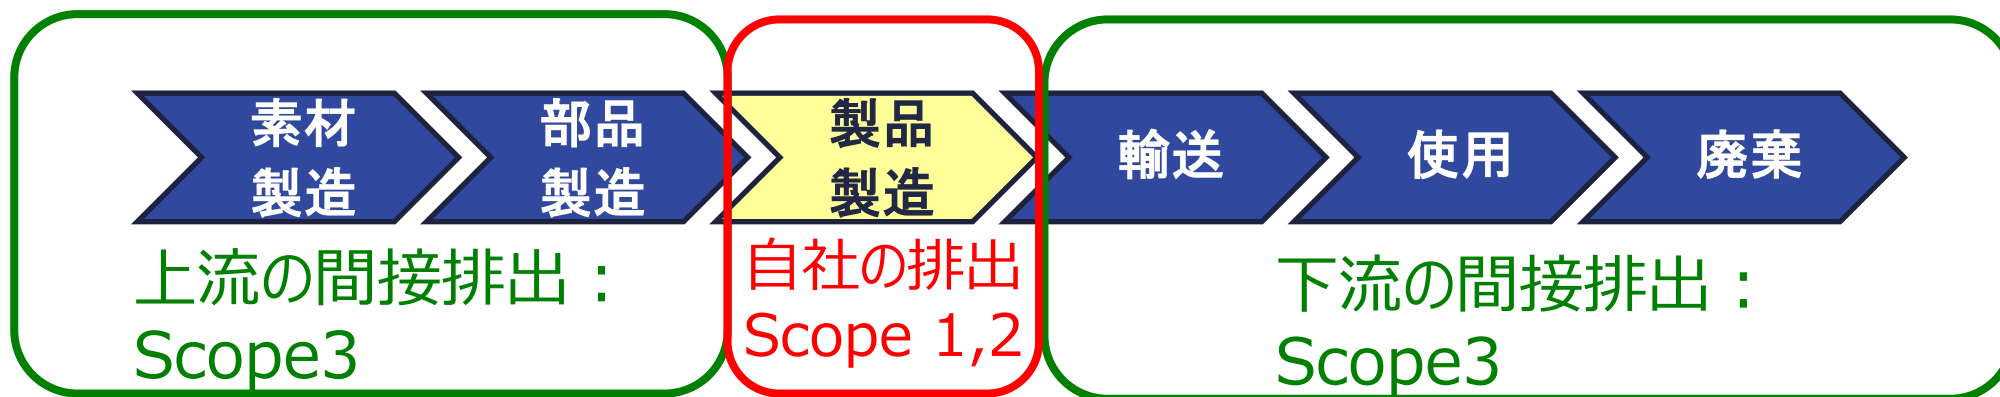 素材
製造
部品
製造
製品
製造
輸送
使用
廃棄
上流の間接排出：
Scope3
自社の排出
Scope 1,2
下流の間接排出：
Scope3